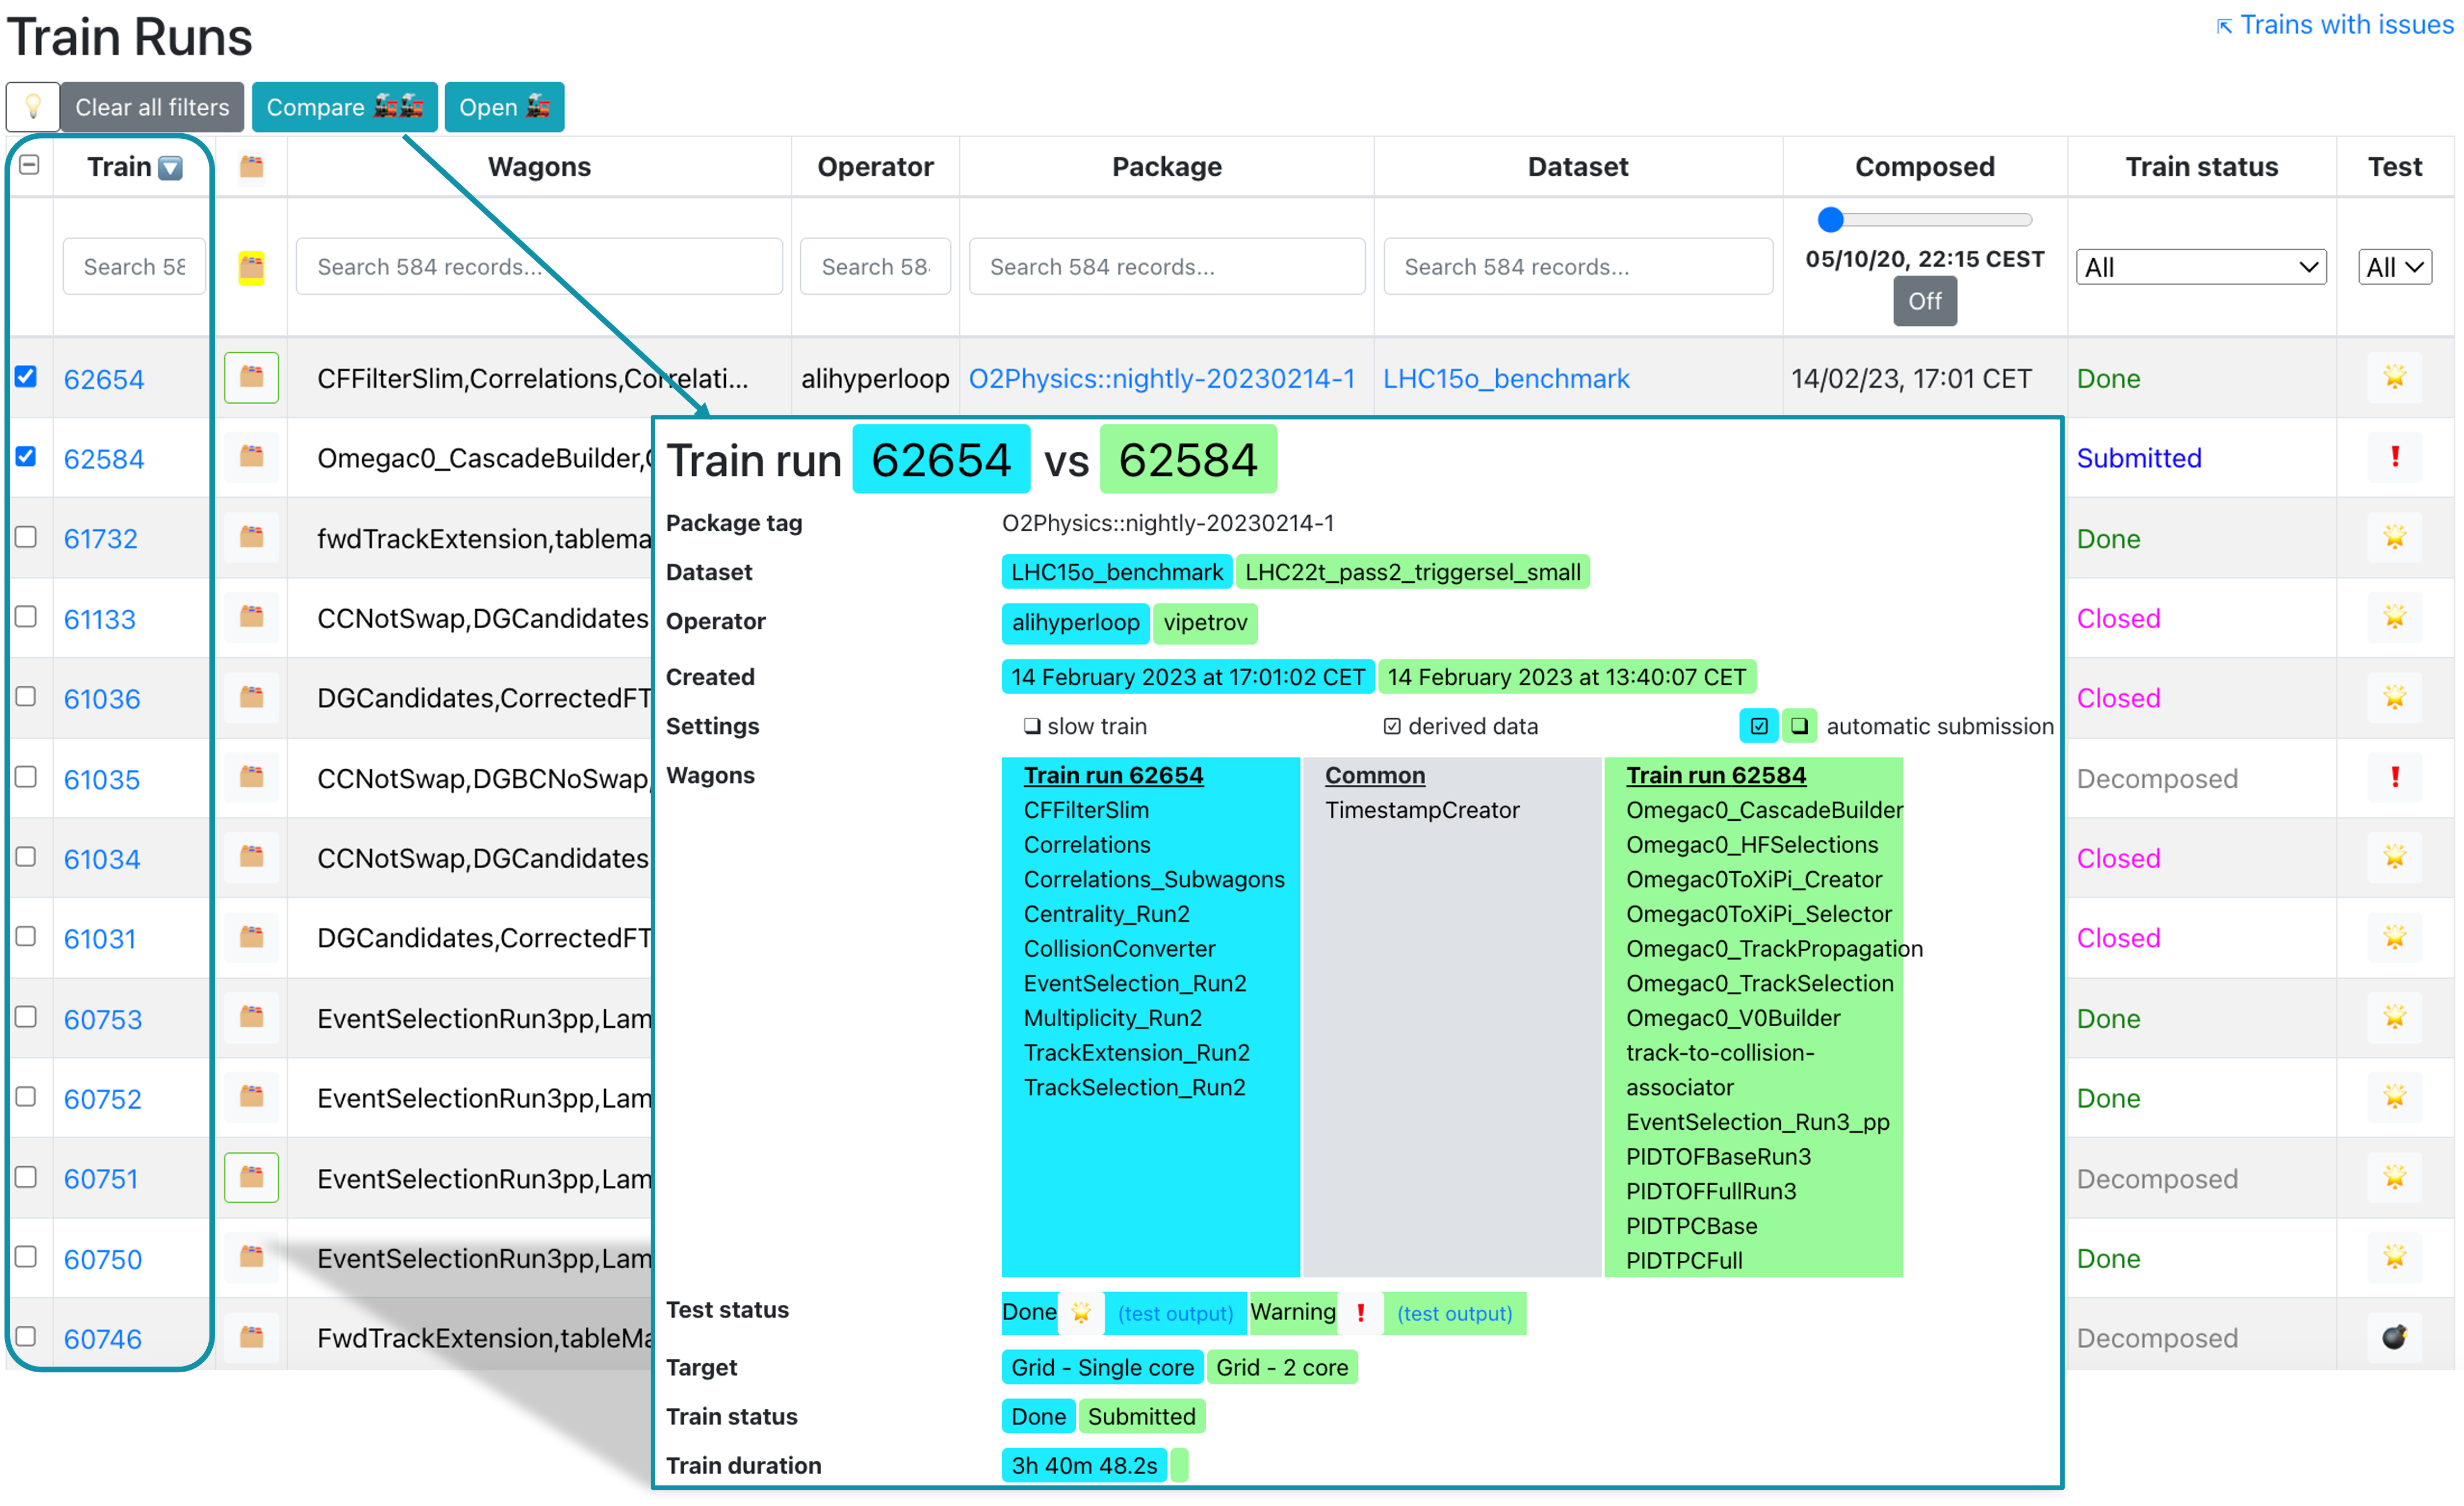 Train Runs
Trains with issues
Clear all filters Compare Open
Train Wagons Operator Package Dataset Composed Train status Test
Search 58 Search 584 records... Search 58 Search 584 records... Search 584 records... 05/10/20, 22:15 CEST All All
Off
62654 CFFilterSlim,Correlations,Correlati... alihyperloop O2Physics::nightly-20230214-1 LHC15o_benchmark 14/02/23, 17:01 CET Done
62584 Omegac0_CascadeBuilder, Submitted
61732 fwdTrackExtension,tablema Done
61133 CCNotSwap,DGCandidates Closed
61036 DGCandidates,CorrectedFT Closed
61035 CCNotSwap,DGBCNoSwap, Decomposed
61034 CCNotSwap,DGCandidates Closed
61031 DGCandidates,CorrectedFT Closed
60753 EventSelectionRun3pp,Lam Done
60752 EventSelectionRun3pp,Lam Done
60751 EventSelectionRun3pp,Lam Decomposed
60750 EventSelectionRun3pp,Lam Done
60746 FwdTrackExtension,tableMa Decomposed
Train run 62654 vs 62584
Package tag O2Physics::nightly-20230214-1
Dataset LHC15o_benchmark LHC22t_pass2_triggersel_small
Operator alihyperloop vipetrov
Created 14 February 2023 at 17:01:02 CET 14 February 2023 at 13:40:07 CET
Settings slow train derived data automatic submission
Wagons Train run 62654 Common Train run 62584
CFFilterSlim TimestampCreator Omegac0_CascadeBuilder
Correlations Omegac0_HFSelections
Correlations_Subwagons Omegac0ToXiPi_Creator
Centrality_Run2 Omegac0ToXiPi_Selector
CollisionConverter Omegac0_TrackPropagation
EventSelection_Run2 Omegac0_TrackSelection
Multiplicity_Run2 Omegac0_V0Builder
TrackExtension_Run2 track-to-collision-
TrackSelection_Run2 associator
EventSelection_Run3_pp
PIDTOFBaseRun3
PIDTOFFullRun3
PIDTPCBase
PIDTPCFull
Test status Done (test output) Warning (test output)
Target Grid - Single core Grid - 2 core
Train status Done Submitted
Train duration 3h 40m 48.2s